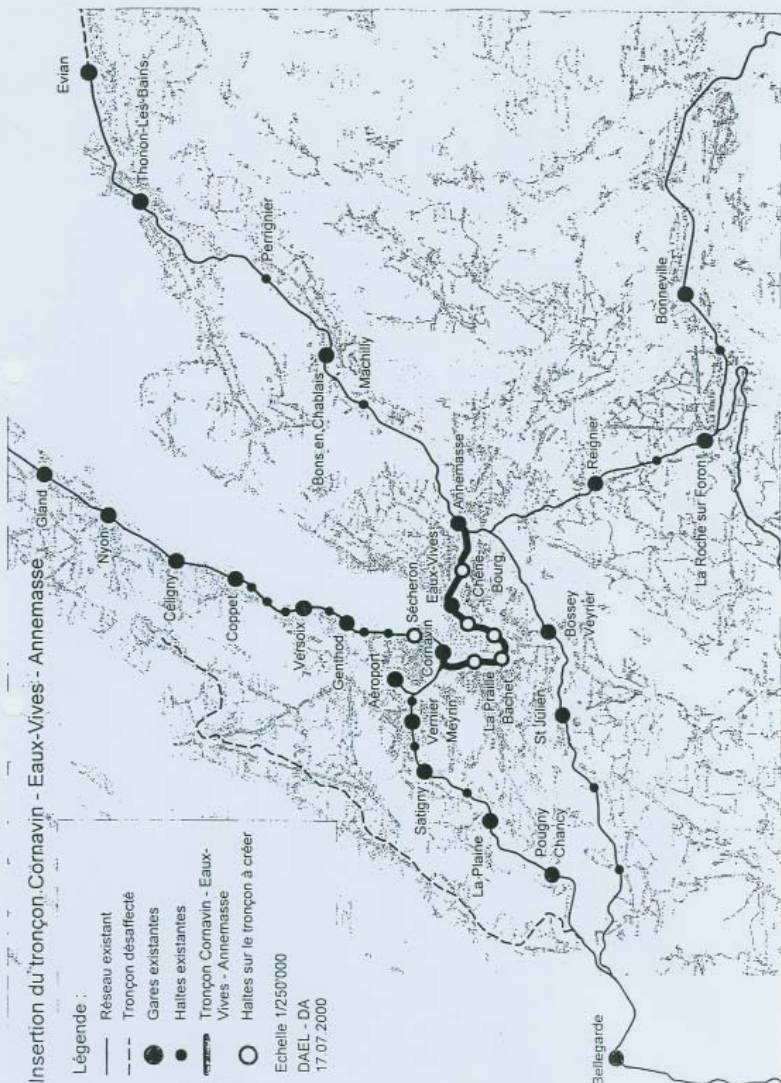 Insertion du tronçon Cornavin - Eaux-Vives - Annemasse
Légende :
Réseau existant
Tronçon désaffecté
Gares existantes
Haltes existantes
Tronçon Cornavin - Eaux-
Vives - Annemasse
Haltes sur le tronçon à créer
Echelle 1/250'000
DAEL - DA
17.07.2000
Evian
Thonon-Les-Bains
Perrignier
Bons en Chablais
Machilly
Annemasse
Gland
Nyon
Céligny
Coppet
Versoix
Genthod
Sécheron
Aéroport
Cornavin
Eaux-Vives
Chêne
Bourg
La Praille
Bachet
Vernier
Meyrin
Satigny
La Plaine
Pougny
Chancy
Bellegarde
St Julien
Bossey
Veyrier
Reignier
La Roche sur Foron
Bonneville